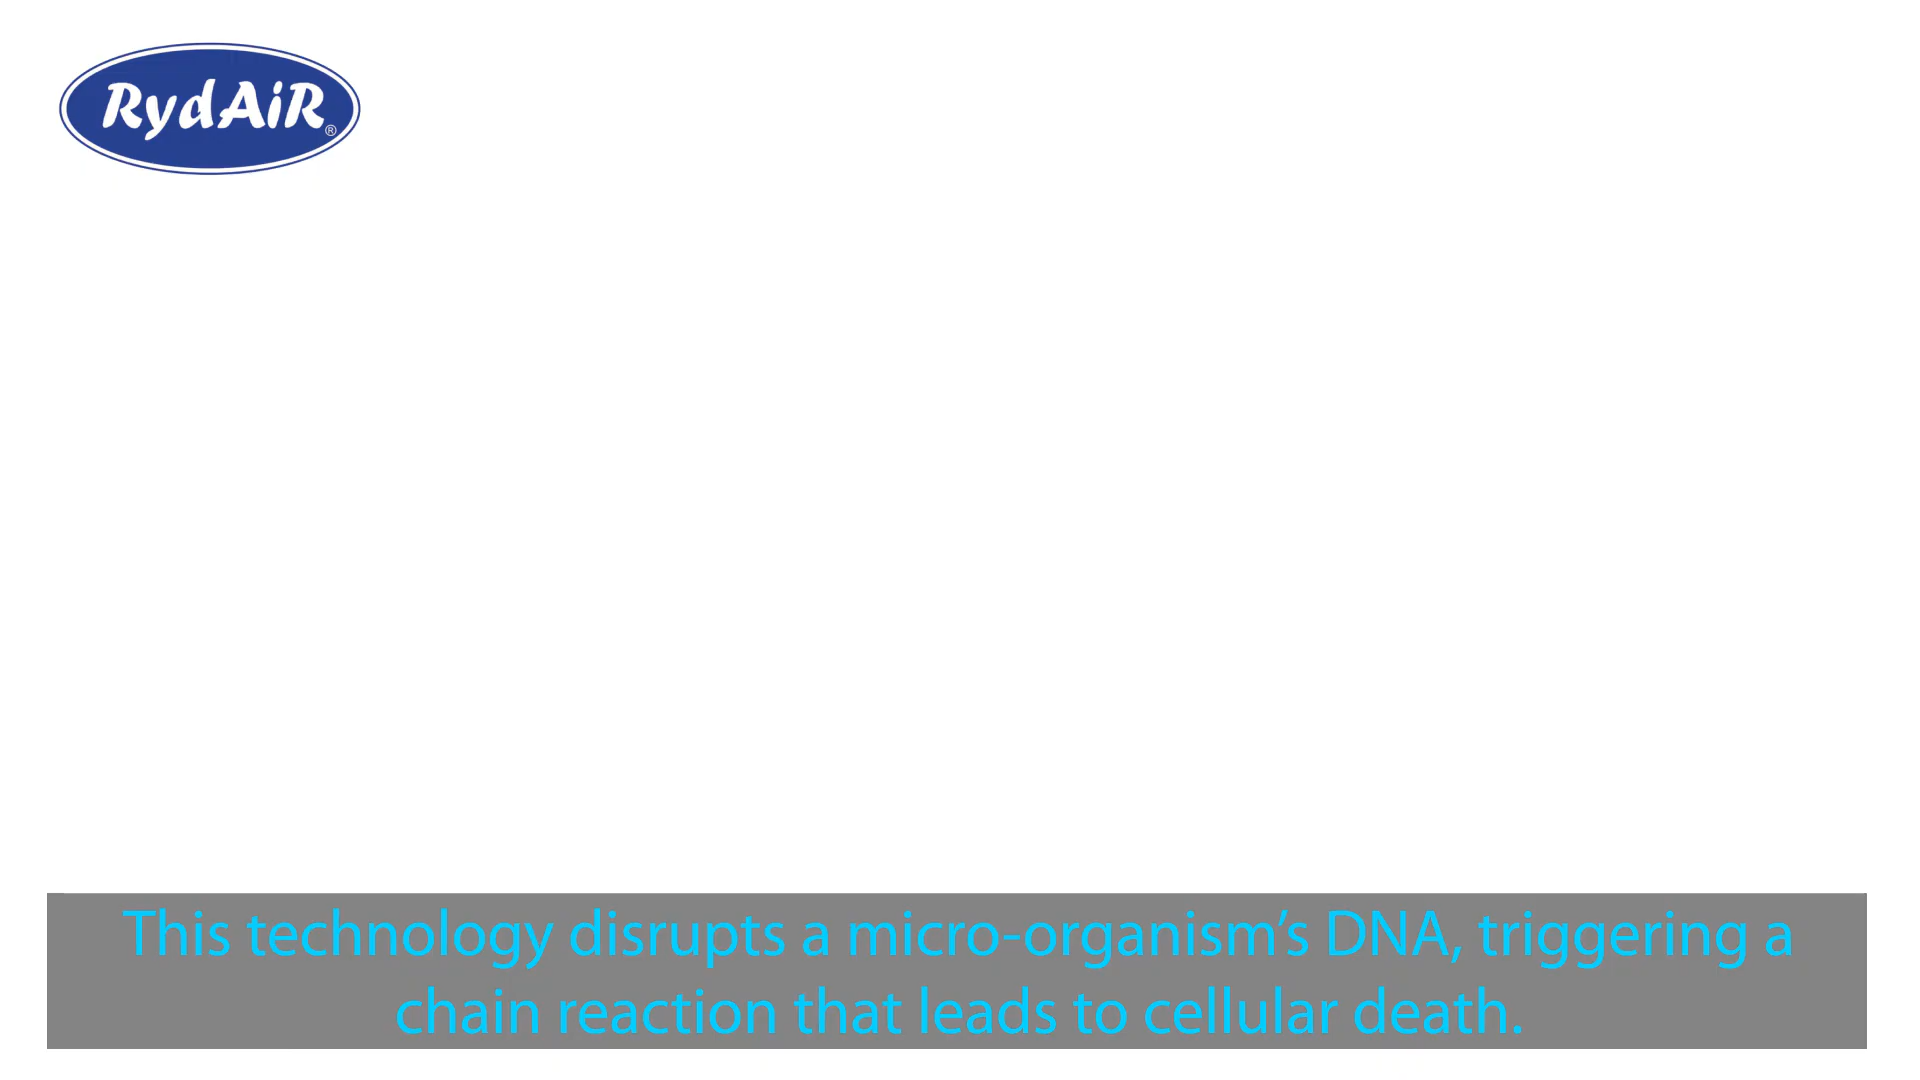 RydAiR®
This technology disrupts a micro-organism’s DNA, triggering a
chain reaction that leads to cellular death.